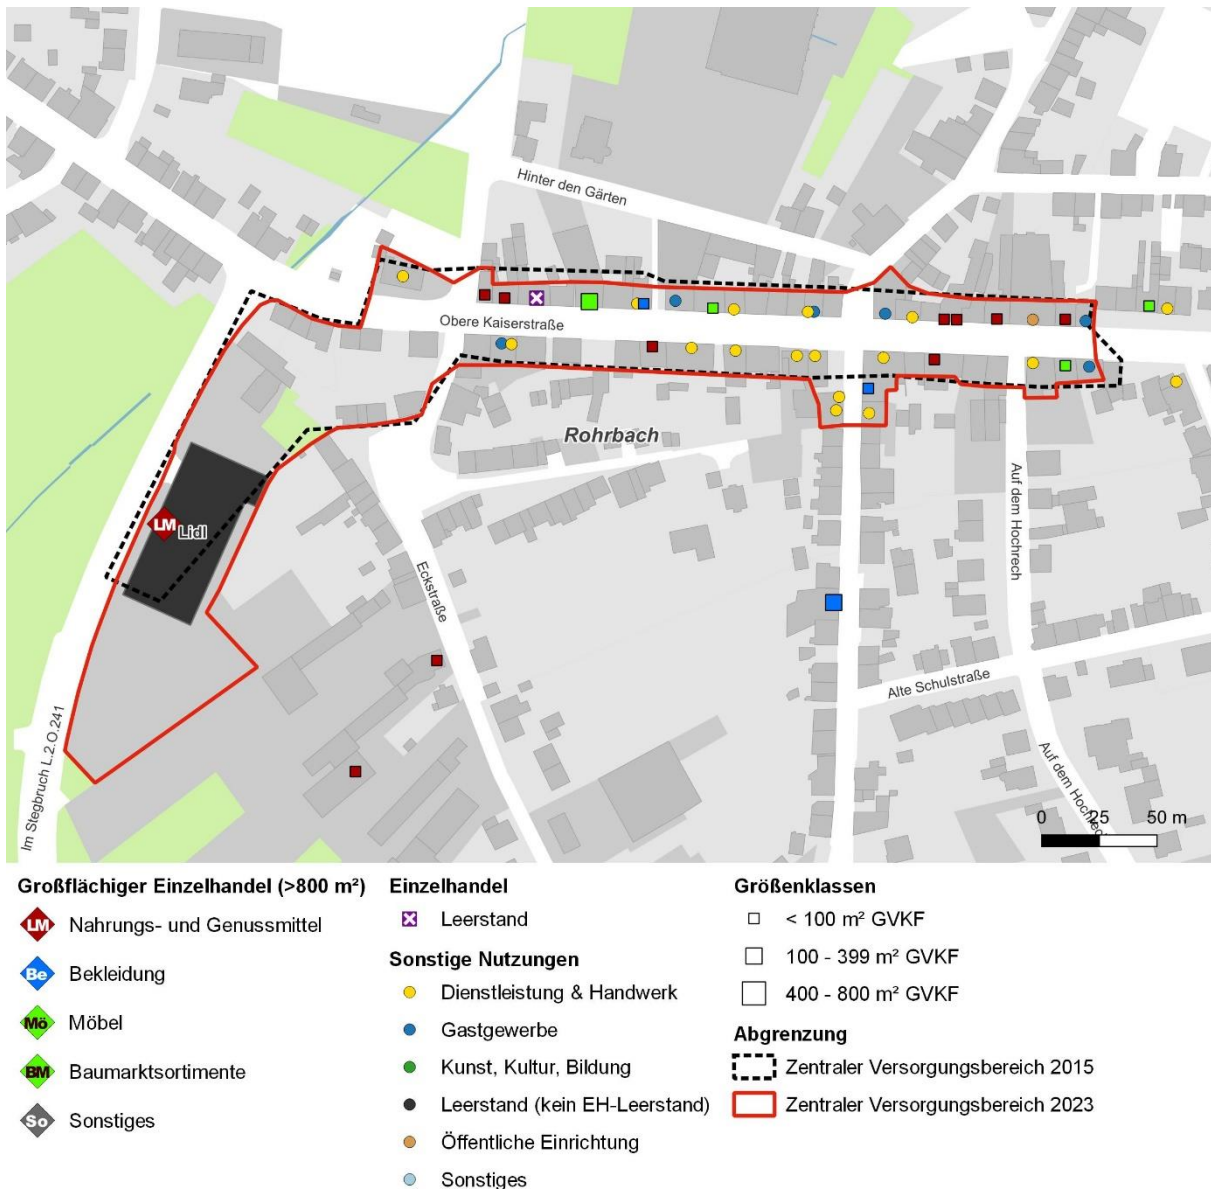 Hinter den Gärten
Obere Kaiserstraße
Rohrbach
LM Lidl
Eckstraße
Auf dem Hochrech
Alte Schulstraße
Auf dem Hochrech
Im Stegbruch L.2.O.241
0 25 50 m
Großflächiger Einzelhandel (>800 m²)
LM Nahrungs- und Genussmittel
Be Bekleidung
Mö Möbel
BM Baumarktsortimente
So Sonstiges
Einzelhandel
Leerstand
Sonstige Nutzungen
Dienstleistung & Handwerk
Gastgewerbe
Kunst, Kultur, Bildung
Leerstand (kein EH-Leerstand)
Öffentliche Einrichtung
Sonstiges
Größenklassen
< 100 m² GVKF
100 - 399 m² GVKF
400 - 800 m² GVKF
Abgrenzung
Zentraler Versorgungsbereich 2015
Zentraler Versorgungsbereich 2023